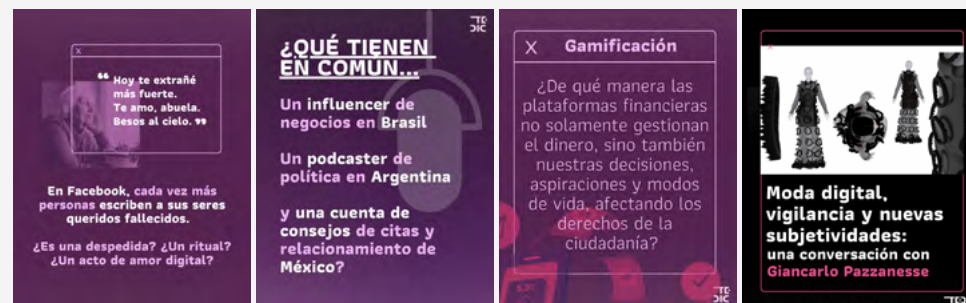 X
“ Hoy te extrañé
más fuerte.
Te amo, abuela.
Besos al cielo. ”
En Facebook, cada vez más
personas escriben a sus seres
queridos fallecidos.
¿Es una despedida? ¿Un ritual?
¿Un acto de amor digital?
TE
DIC
¿QUÉ TIENEN
EN COMUN...
Un influencer de
negocios en Brasil
Un podcaster de
política en Argentina
y una cuenta de
consejos de citas y
relacionamiento de
México?
X Gamificación
¿De qué manera las
plataformas financieras
no solamente gestionan
el dinero, sino también
nuestras decisiones,
aspiraciones y modos
de vida, afectando los
derechos de la
ciudadanía?
TE
DIC
X
Moda digital,
vigilancia y nuevas
subjetividades:
una conversación con
Giancarlo Pazzanesse